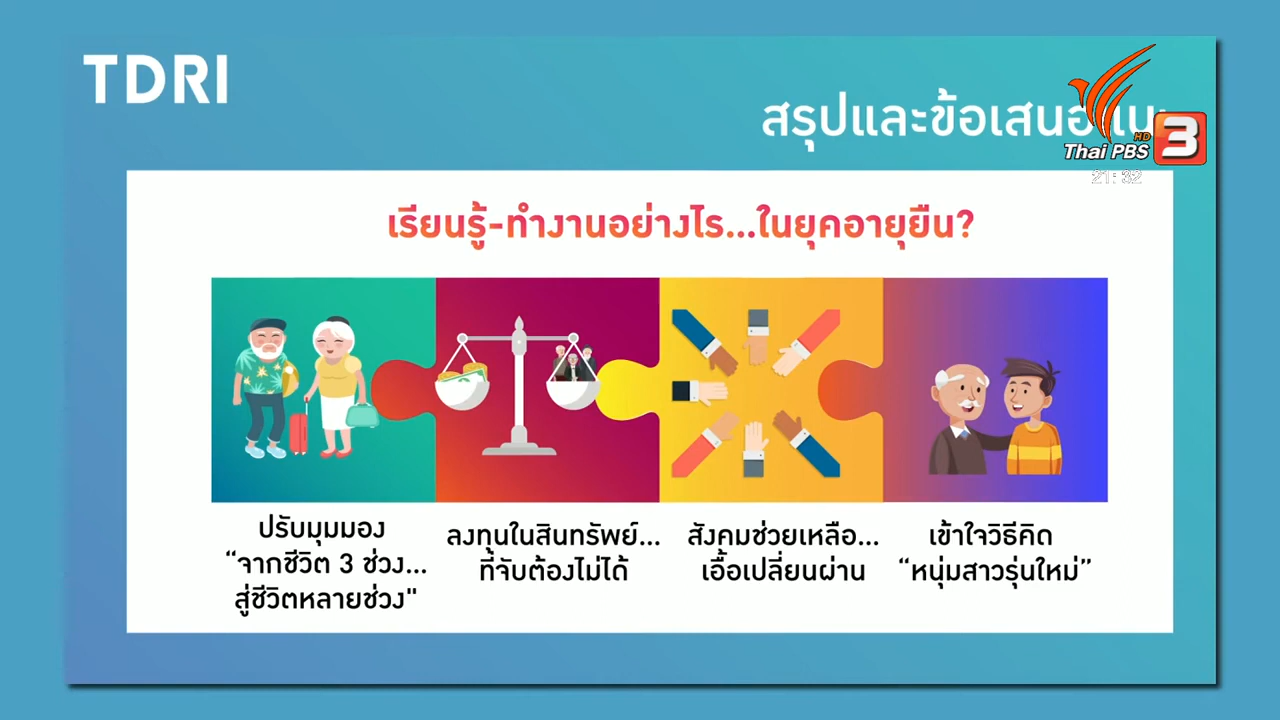 TDRI
สรุปและข้อเสนอ
HD
Thai PBS 3
21:32
เรียนรู้-ทำงานอย่างไร...ในยุคอายุยืน?
ปรับมุมมอง
“จากชีวิต 3 ช่วง...
สู่ชีวิตหลายช่วง"
ลงทุนในสินทรัพย์...
ที่จับต้องไม่ได้
สังคมช่วยเหลือ...
เอื้อเปลี่ยนผ่าน
เข้าใจวิธีคิด
“หนุ่มสาวรุ่นใหม่”